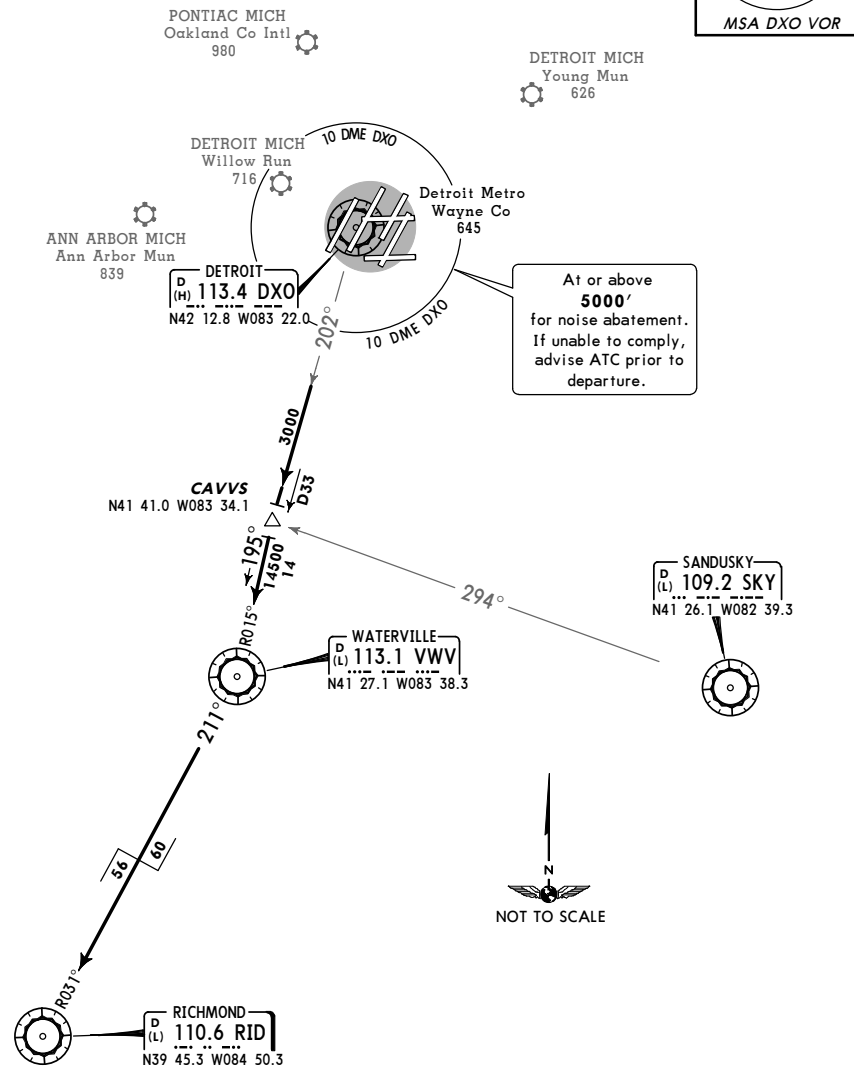 MSA DXO VOR
PONTIAC MICH
Oakland Co Intl
980
DETROIT MICH
Young Mun
626
DETROIT MICH
Willow Run
716
10 DME DXO
Detroit Metro
Wayne Co
645
ANN ARBOR MICH
Ann Arbor Mun
839
DETROIT
D
(H) 113.4 DXO
N42 12.8 W083 22.0
10 DME DXO
At or above
5000'
for noise abatement.
If unable to comply,
advise ATC prior to
departure.
202°
3000
D33
CAVVS
N41 41.0 W083 34.1
195°
14500
14
294°
SANDUSKY
D
(L) 109.2 SKY
N41 26.1 W082 39.3
R015°
WATERVILLE
D
(L) 113.1 VWV
N41 27.1 W083 38.3
211°
56
60
N
NOT TO SCALE
R031°
RICHMOND
D
(L) 110.6 RID
N39 45.3 W084 50.3